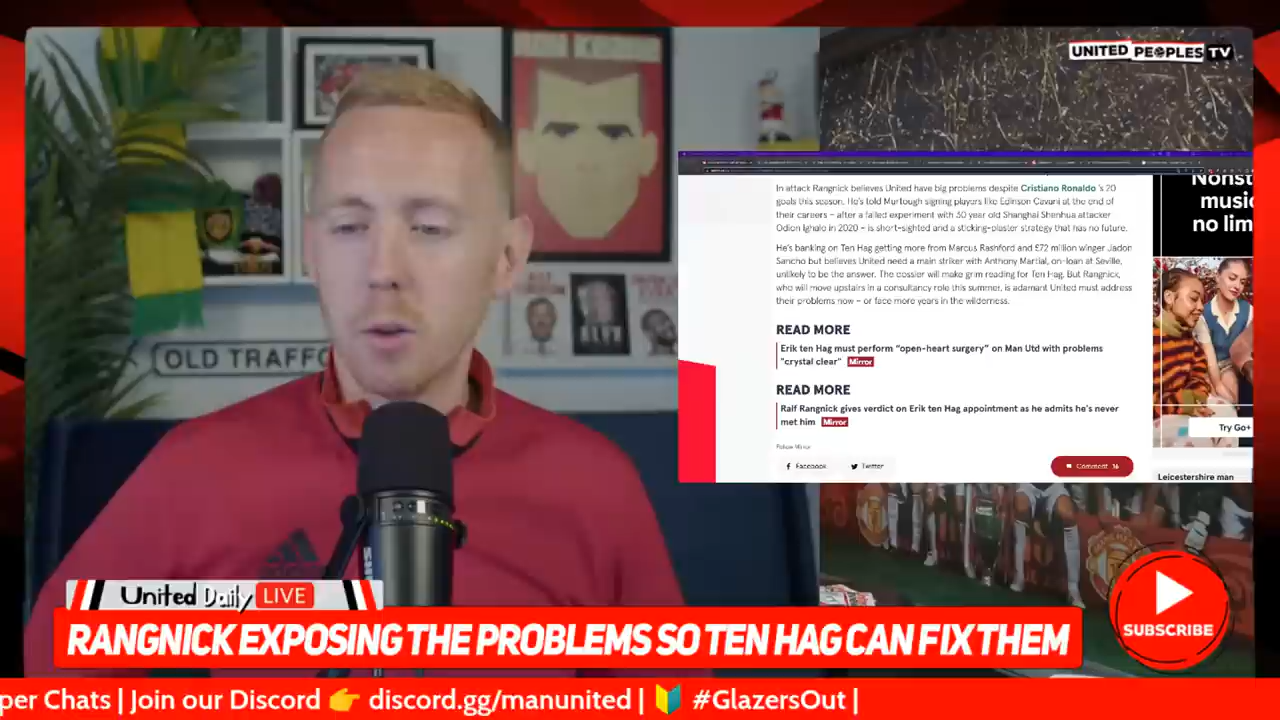 UNITED PEOPLES TV
OLD TRAFFO
In attack Rangnick believes United have big problems despite Cristiano Ronaldo 's 20
goals this season. He's told Murtough signing players like Edinson Cavani at the end of
their careers – after a failed experiment with 30 year old Shanghai Shenhua attacker
Odion Ighalo in 2020 – is short-sighted and a sticking-plaster strategy that has no future.
He's banking on Ten Hag getting more from Marcus Rashford and £72 million winger Jadon
Sancho but believes United need a main striker with Anthony Martial, on-loan at Seville,
unlikely to be the answer. The dossier will make grim reading for Ten Hag. But Rangnick,
who will move upstairs in a consultancy role this summer, is adamant United must address
their problems now – or face more years in the wilderness.
READ MORE
Erik ten Hag must perform “open-heart surgery” on Man Utd with problems
“crystal clear” Mirror
READ MORE
Ralf Rangnick gives verdict on Erik ten Hag appointment as he admits he's never
met him Mirror
Follow Mirror
Facebook Twitter
Comment 16
Nonst
music
no lim
Try Go+
Leicestershire man
United Daily LIVE
RANGNICK EXPOSING THE PROBLEMS SO TEN HAG CAN FIX THEM
SUBSCRIBE
per Chats | Join our Discord 👉 discord.gg/manunited | 🔰 #GlazersOut |